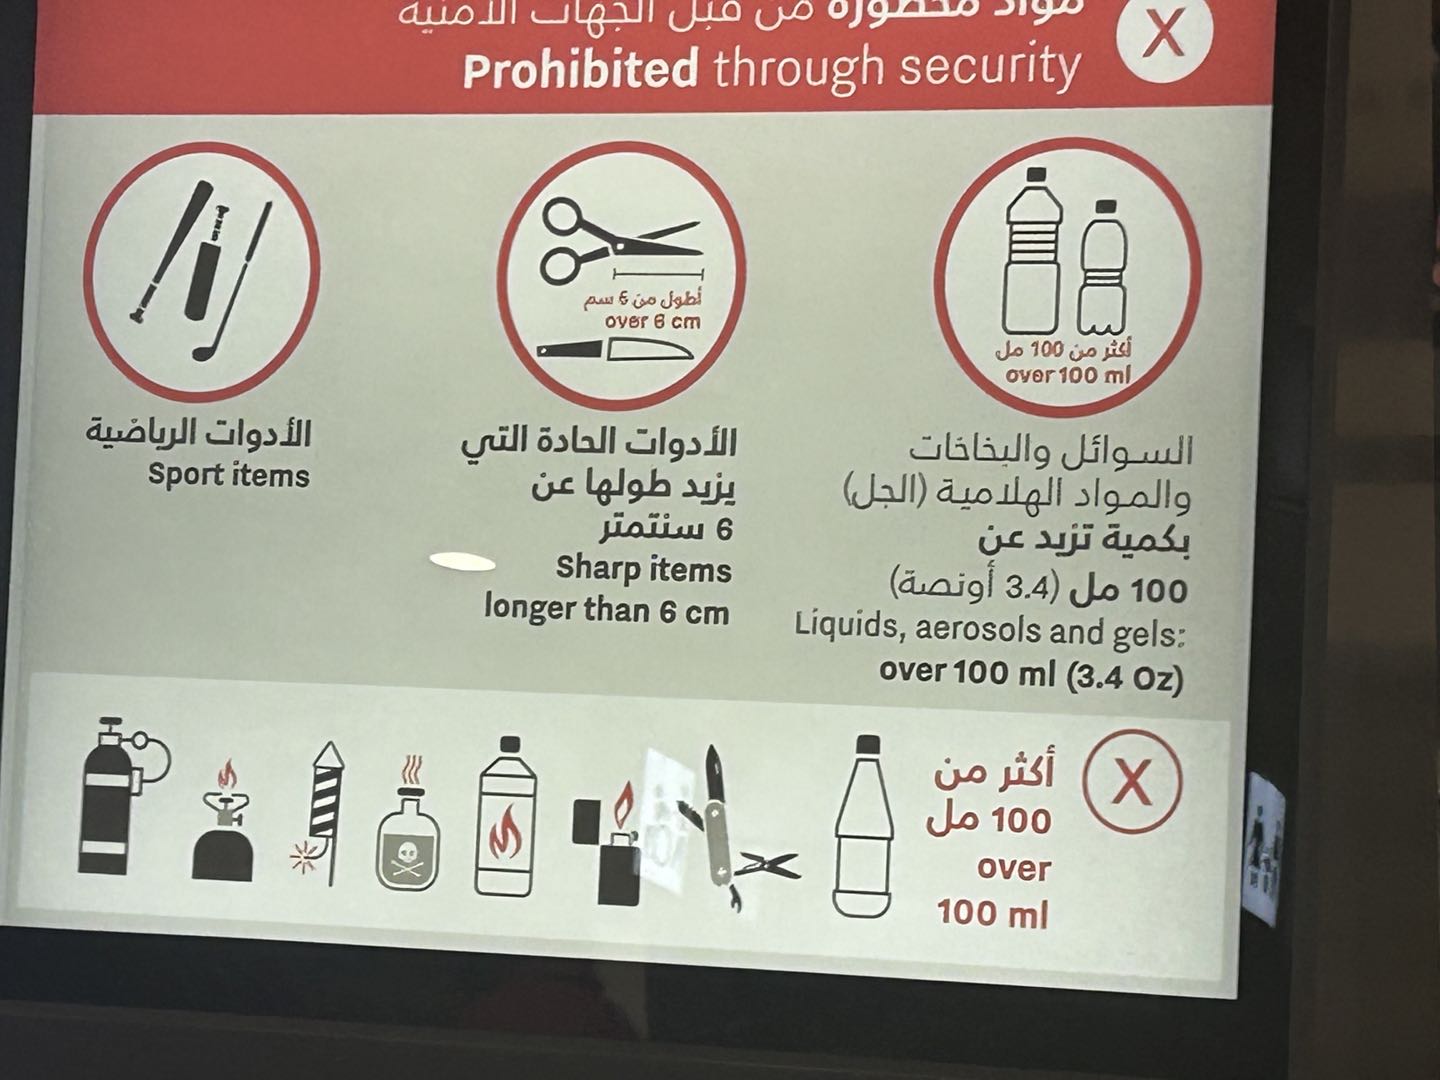 مواد محظورة من قبل الجهات الأمنية
Prohibited through security
X
أكثر من 100 مل
over 100 ml
السوائل والبخاخات
والمواد الهلامية (الجل)
بكمية تزيد عن
100 مل (3.4 أونصة)
Liquids, aerosols and gels:
over 100 ml (3.4 Oz)
أطول من 6 سم
over 6 cm
الأدوات الحادة التي
يزيد طولها عن
6 سنتمتر
Sharp items
longer than 6 cm
الأدوات الرياضية
Sport items
X
أكثر من
100 مل
over
100 ml